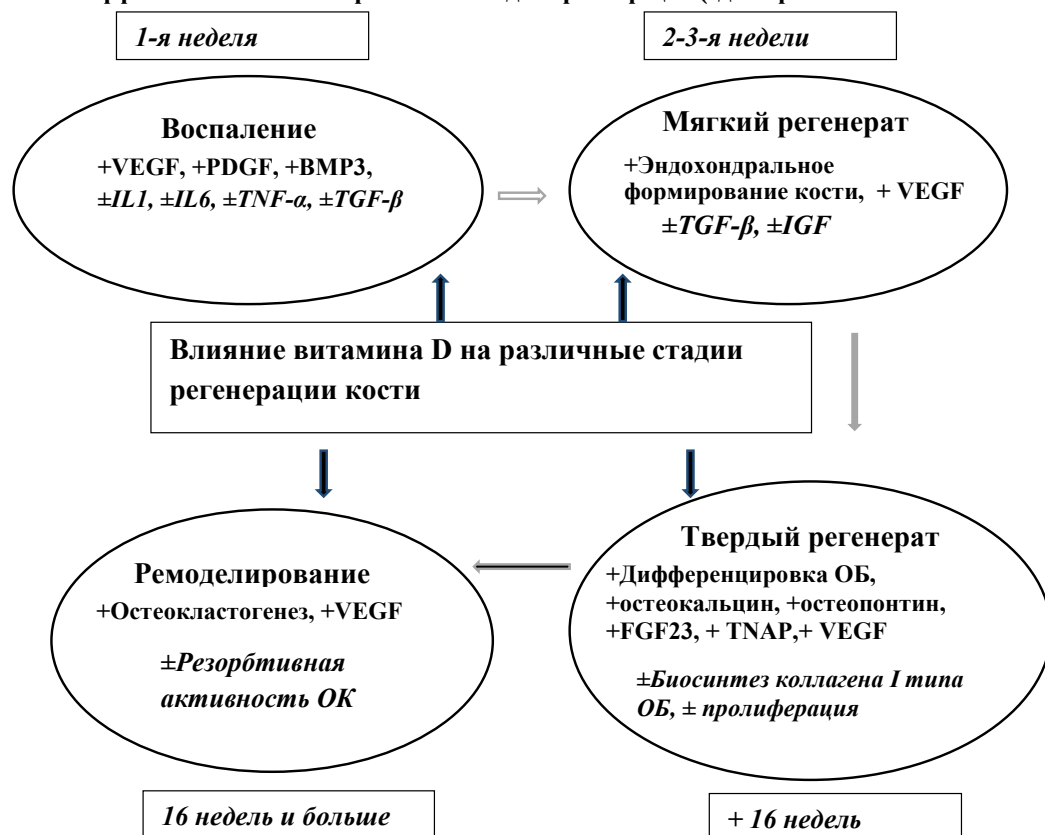 1-я неделя
2-3-я недели
Воспаление
+VEGF, +PDGF, +BMP3,
±IL1, ±IL6, ±TNF-α, ±TGF-β
Мягкий регенерат
+Эндохондральное
формирование кости, + VEGF
±TGF-β, ±IGF
Влияние витамина D на различные стадии
регенерации кости
Ремоделирование
+Остеокластогенез, +VEGF
±Резорбтивная
активность ОК
Твердый регенерат
+Дифференцировка ОБ,
+остеокальцин, +остеопонтин,
+FGF23, + TNAP,+ VEGF
±Биосинтез коллагена I типа
ОБ, ± пролиферация
16 недель и больше
+ 16 недель